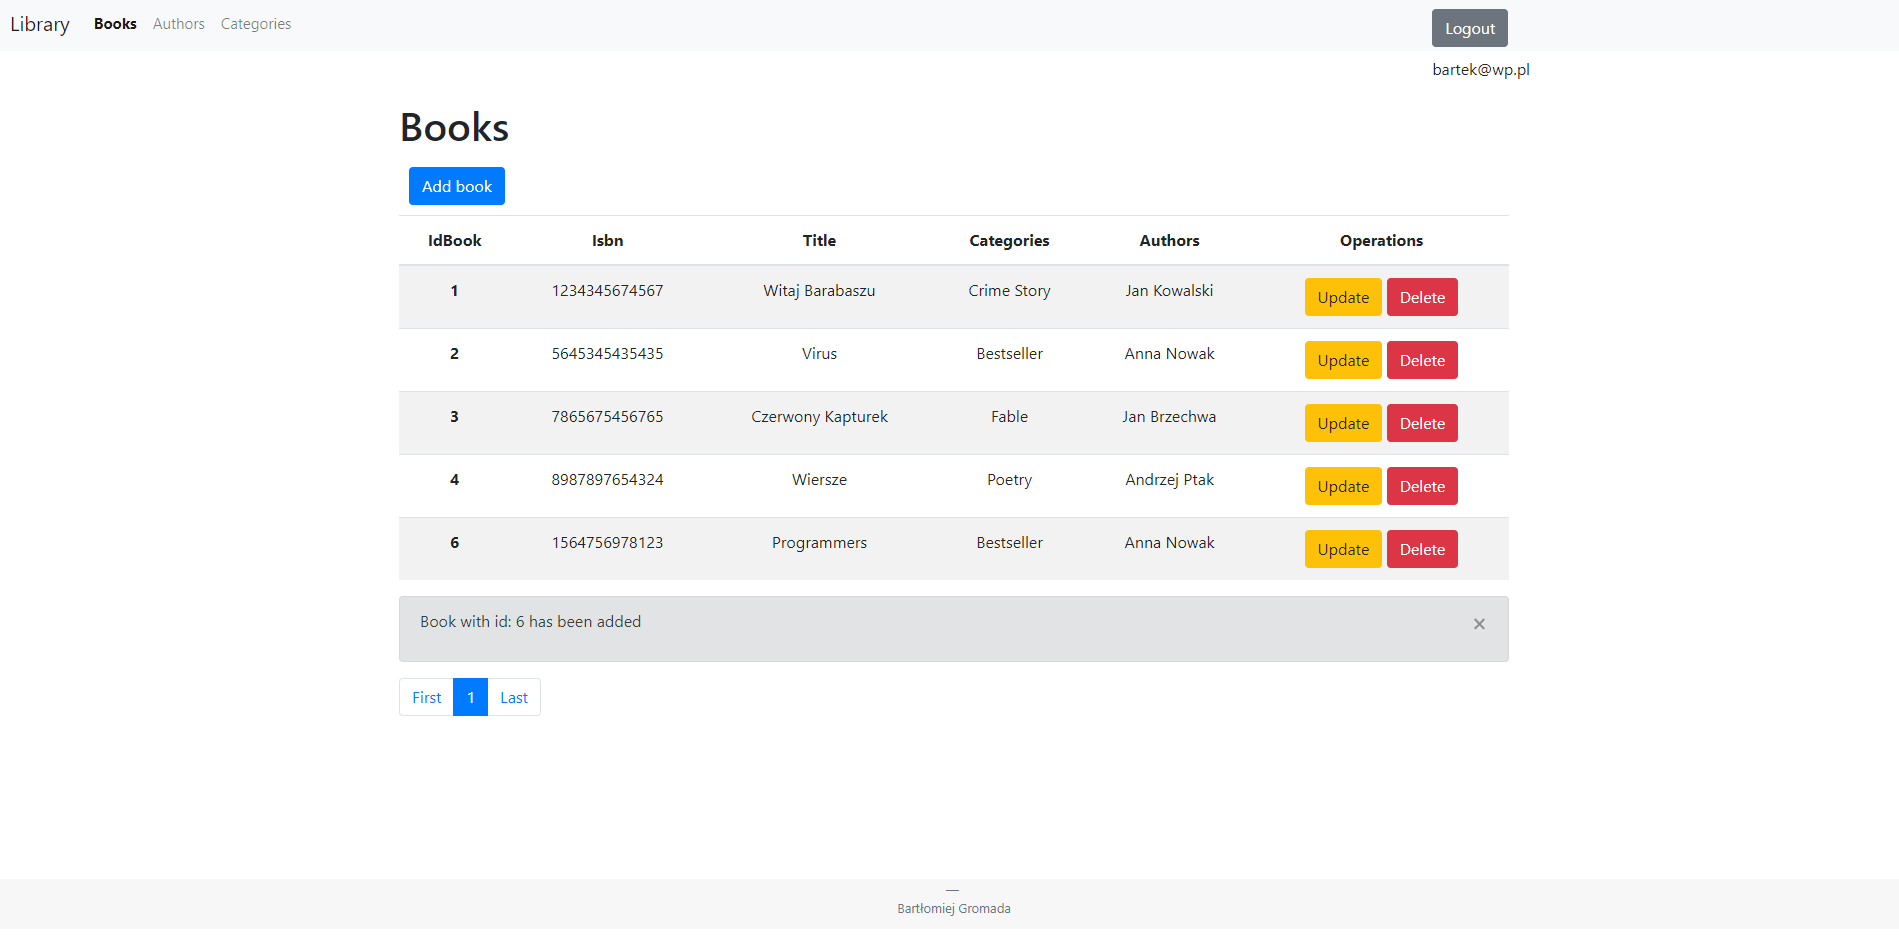 Library Books Authors Categories Logout
bartek@wp.pl
Books
Add book
IdBook Isbn Title Categories Authors Operations
1 1234345674567 Witaj Barabaszu Crime Story Jan Kowalski Update Delete
2 5645345435435 Virus Bestseller Anna Nowak Update Delete
3 7865675456765 Czerwony Kapturek Fable Jan Brzechwa Update Delete
4 8987897654324 Wiersze Poetry Andrzej Ptak Update Delete
6 1564756978123 Programmers Bestseller Anna Nowak Update Delete
Book with id: 6 has been added ×
First 1 Last
—
Bartłomiej Gromada